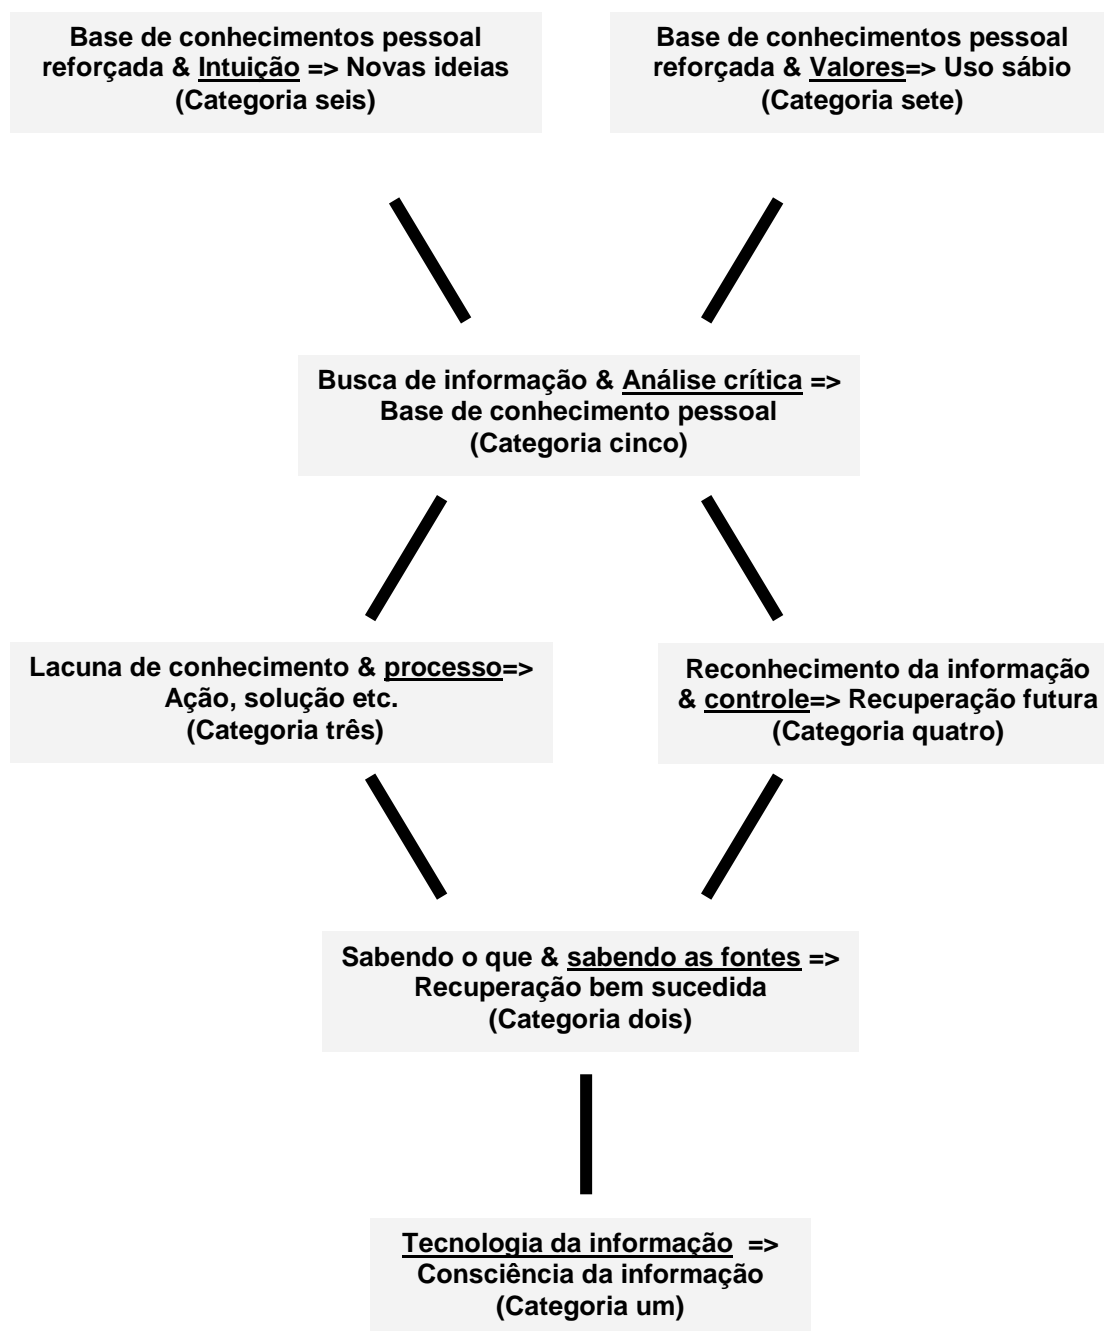 Base de conhecimentos pessoal
reforçada & Intuição => Novas ideias
(Categoria seis)
Base de conhecimentos pessoal
reforçada & Valores=> Uso sábio
(Categoria sete)
Busca de informação & Análise crítica =>
Base de conhecimento pessoal
(Categoria cinco)
Lacuna de conhecimento & processo=>
Ação, solução etc.
(Categoria três)
Reconhecimento da informação
& controle=> Recuperação futura
(Categoria quatro)
Sabendo o que & sabendo as fontes =>
Recuperação bem sucedida
(Categoria dois)
Tecnologia da informação =>
Consciência da informação
(Categoria um)